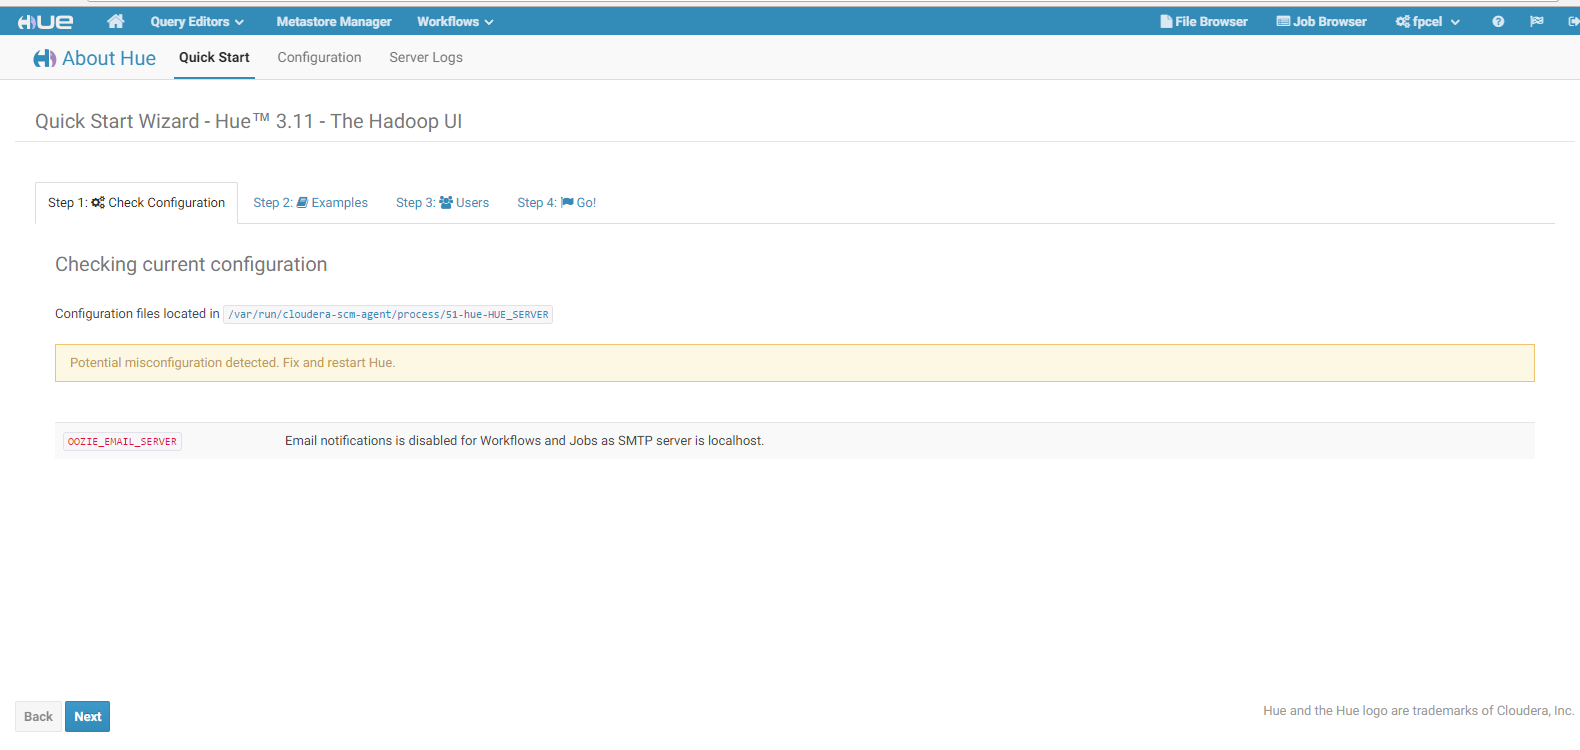 HUE Query Editors Metastore Manager Workflows File Browser Job Browser fpcel
About Hue Quick Start Configuration Server Logs
Quick Start Wizard - Hue™ 3.11 - The Hadoop UI
Step 1: Check Configuration Step 2: Examples Step 3: Users Step 4: Go!
Checking current configuration
Configuration files located in /var/run/cloudera-scm-agent/process/51-hue-HUE_SERVER
Potential misconfiguration detected. Fix and restart Hue.
OOZIE_EMAIL_SERVER Email notifications is disabled for Workflows and Jobs as SMTP server is localhost.
Back Next Hue and the Hue logo are trademarks of Cloudera, Inc.